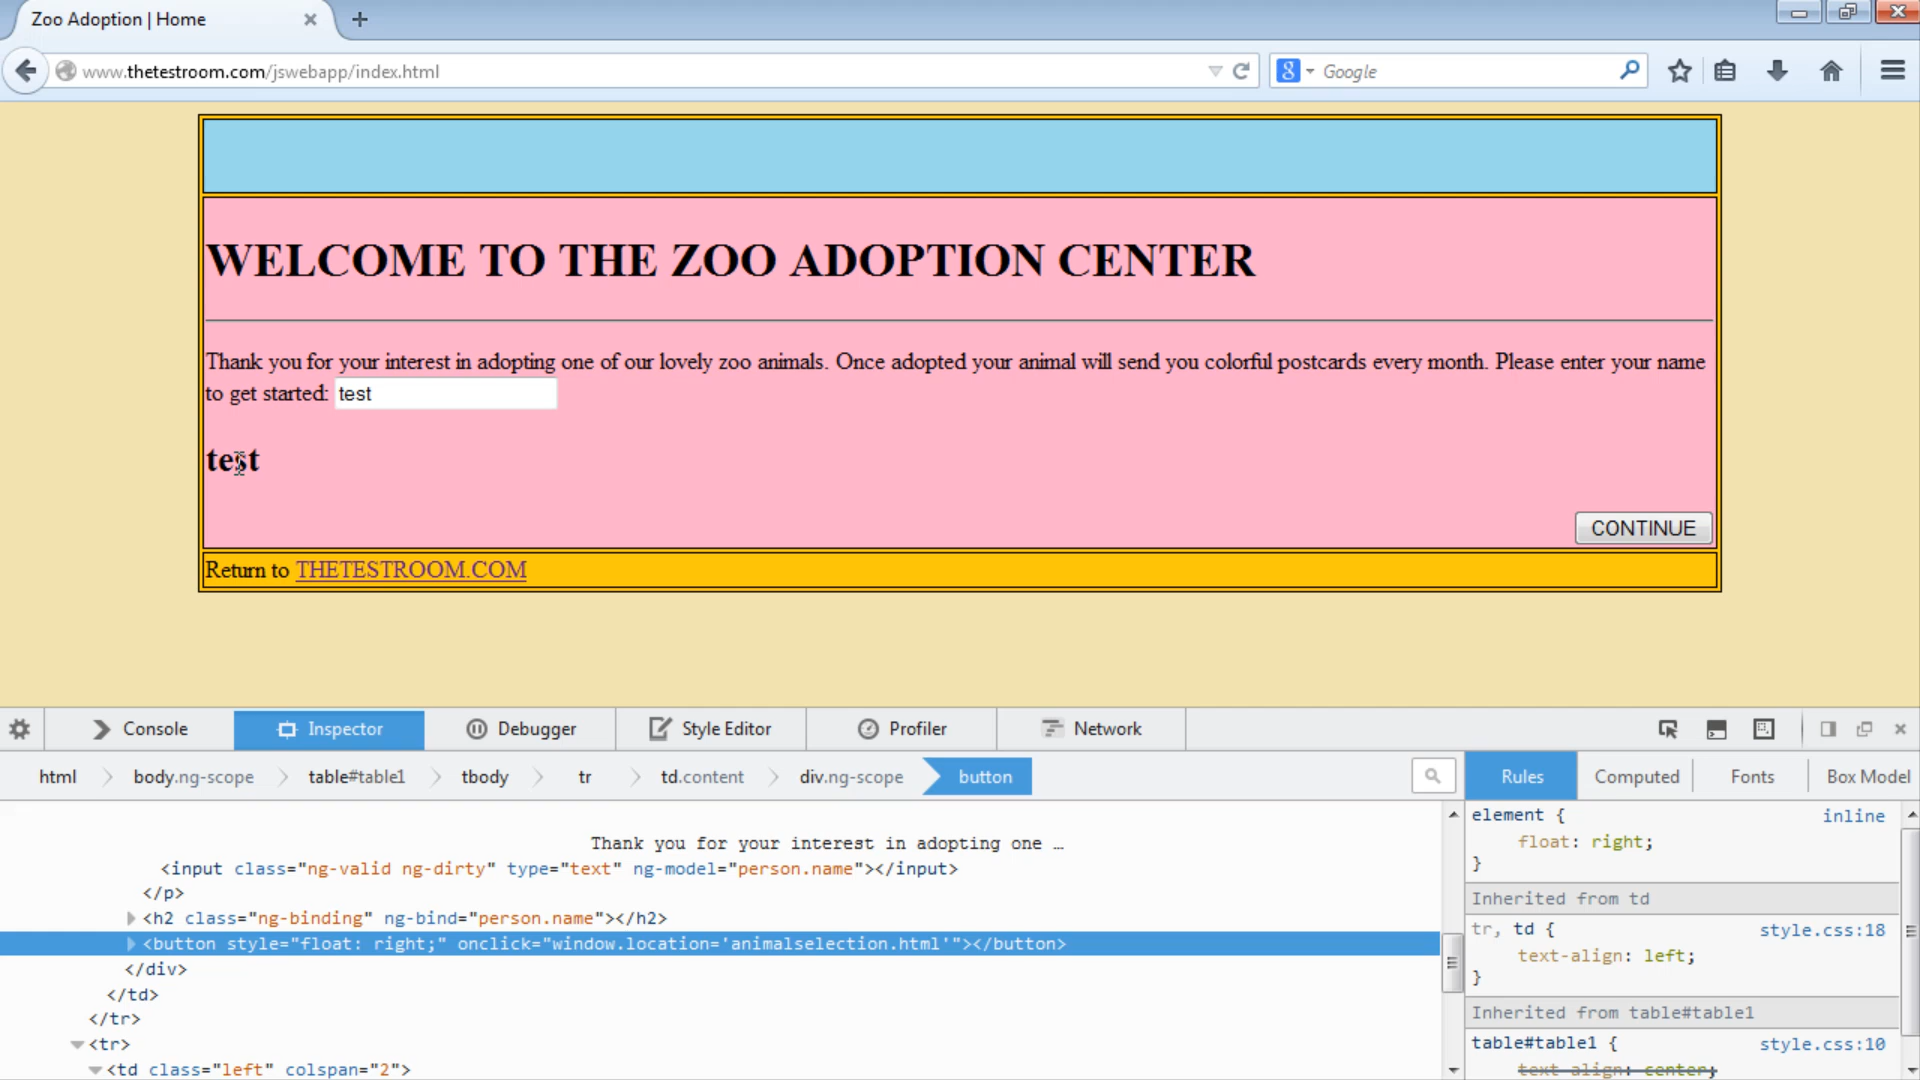 Zoo Adoption | Home
www.thetestroom.com/jswebapp/index.html
Google
WELCOME TO THE ZOO ADOPTION CENTER
Thank you for your interest in adopting one of our lovely zoo animals. Once adopted your animal will send you colorful postcards every month. Please enter your name
to get started: test
test
CONTINUE
Return to THETESTROOM.COM
Console Inspector Debugger Style Editor Profiler Network
html body.ng-scope table#table1 tbody tr td.content div.ng-scope button
Rules Computed Fonts Box Model
Thank you for your interest in adopting one …
<input class="ng-valid ng-dirty" type="text" ng-model="person.name"></input>
</p>
<h2 class="ng-binding" ng-bind="person.name"></h2>
<button style="float: right;" onclick="window.location='animalselection.html'"></button>
</div>
</td>
</tr>
<tr>
<td class="left" colspan="2">
element { inline
float: right;
}
Inherited from td
tr, td { style.css:18
text-align: left;
}
Inherited from table#table1
table#table1 { style.css:10
text-align: center;